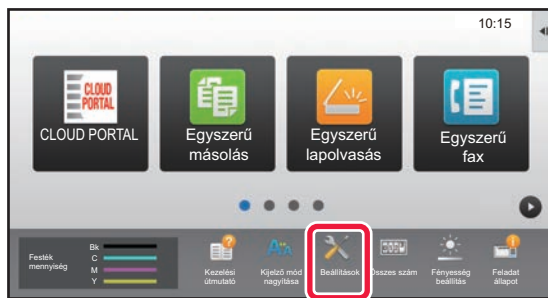 10:15
CLOUD
PORTAL
CLOUD PORTAL
Egyszerű
másolás
Egyszerű
lapolvasás
Egyszerű
fax
Festék
mennyiség
Bk
C
M
Y
Kezelési
útmutató
Kijelző mód
nagyítása
Beállítások
Összes szám
Fényesség
beállítás
Feladat
állapot